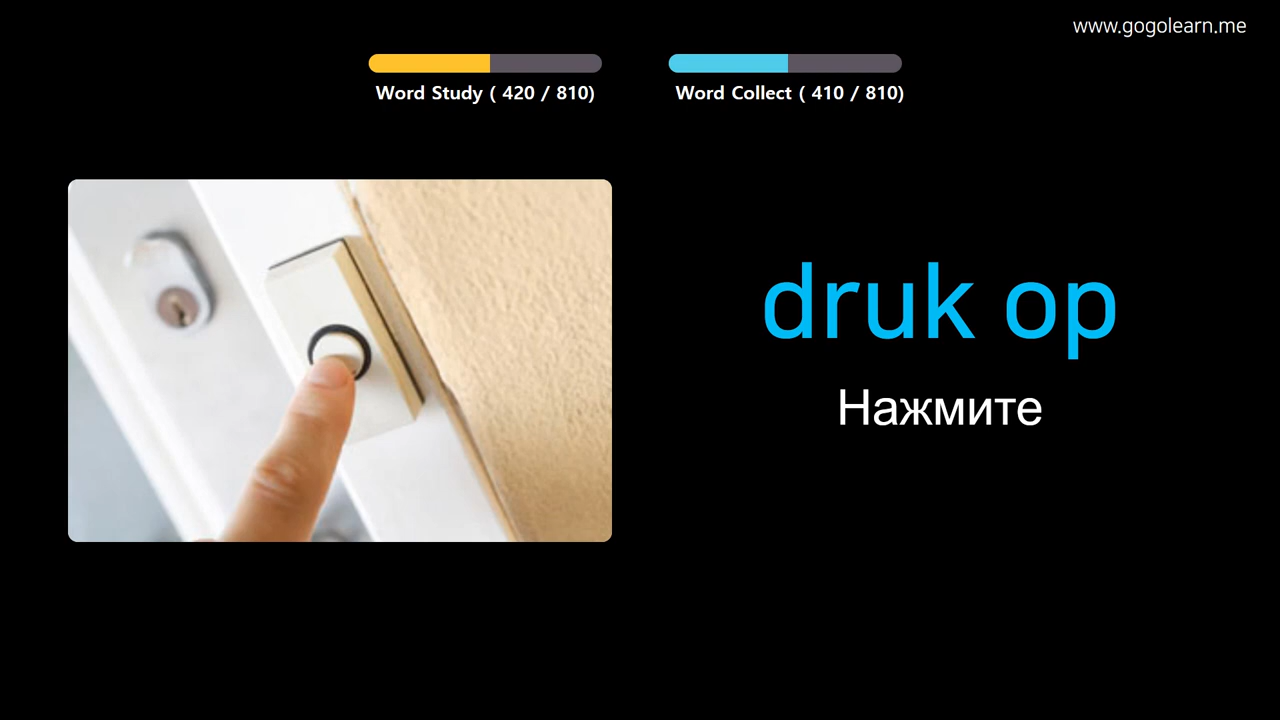 www.gogolearn.me
Word Study ( 420 / 810)
Word Collect ( 410 / 810)
druk op
Нажмите